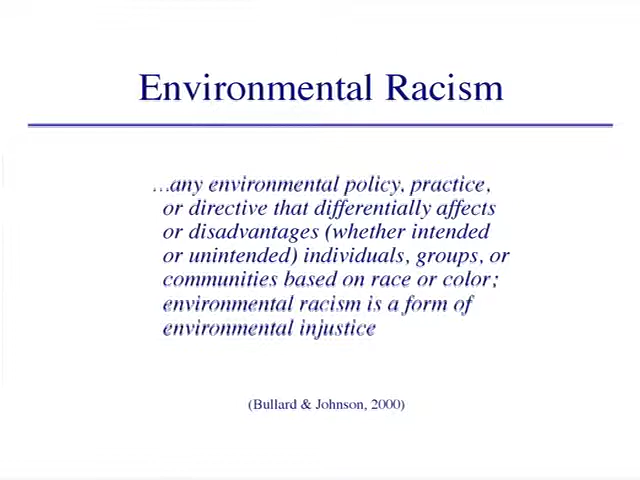 Environmental Racism
…any environmental policy, practice,
or directive that differentially affects
or disadvantages (whether intended
or unintended) individuals, groups, or
communities based on race or color;
environmental racism is a form of
environmental injustice
(Bullard & Johnson, 2000)